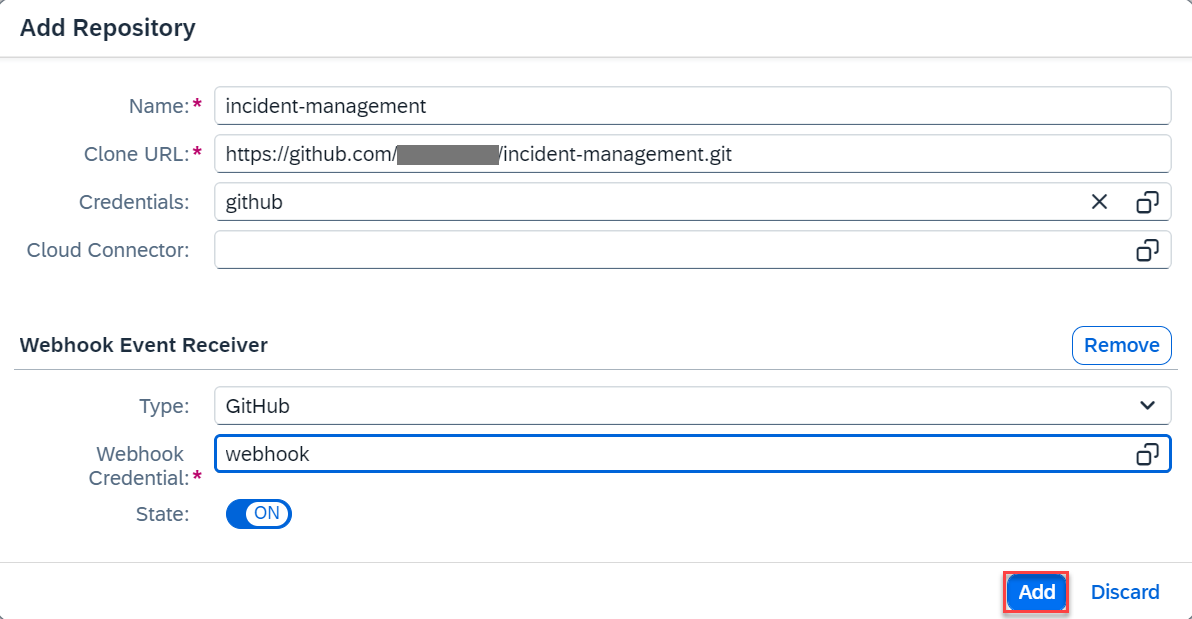 Add Repository
Name:* incident-management
Clone URL:* https://github.com/ /incident-management.git
Credentials: github
Cloud Connector:
Webhook Event Receiver Remove
Type: GitHub
Webhook webhook
Credential:*
State: ON
Add Discard